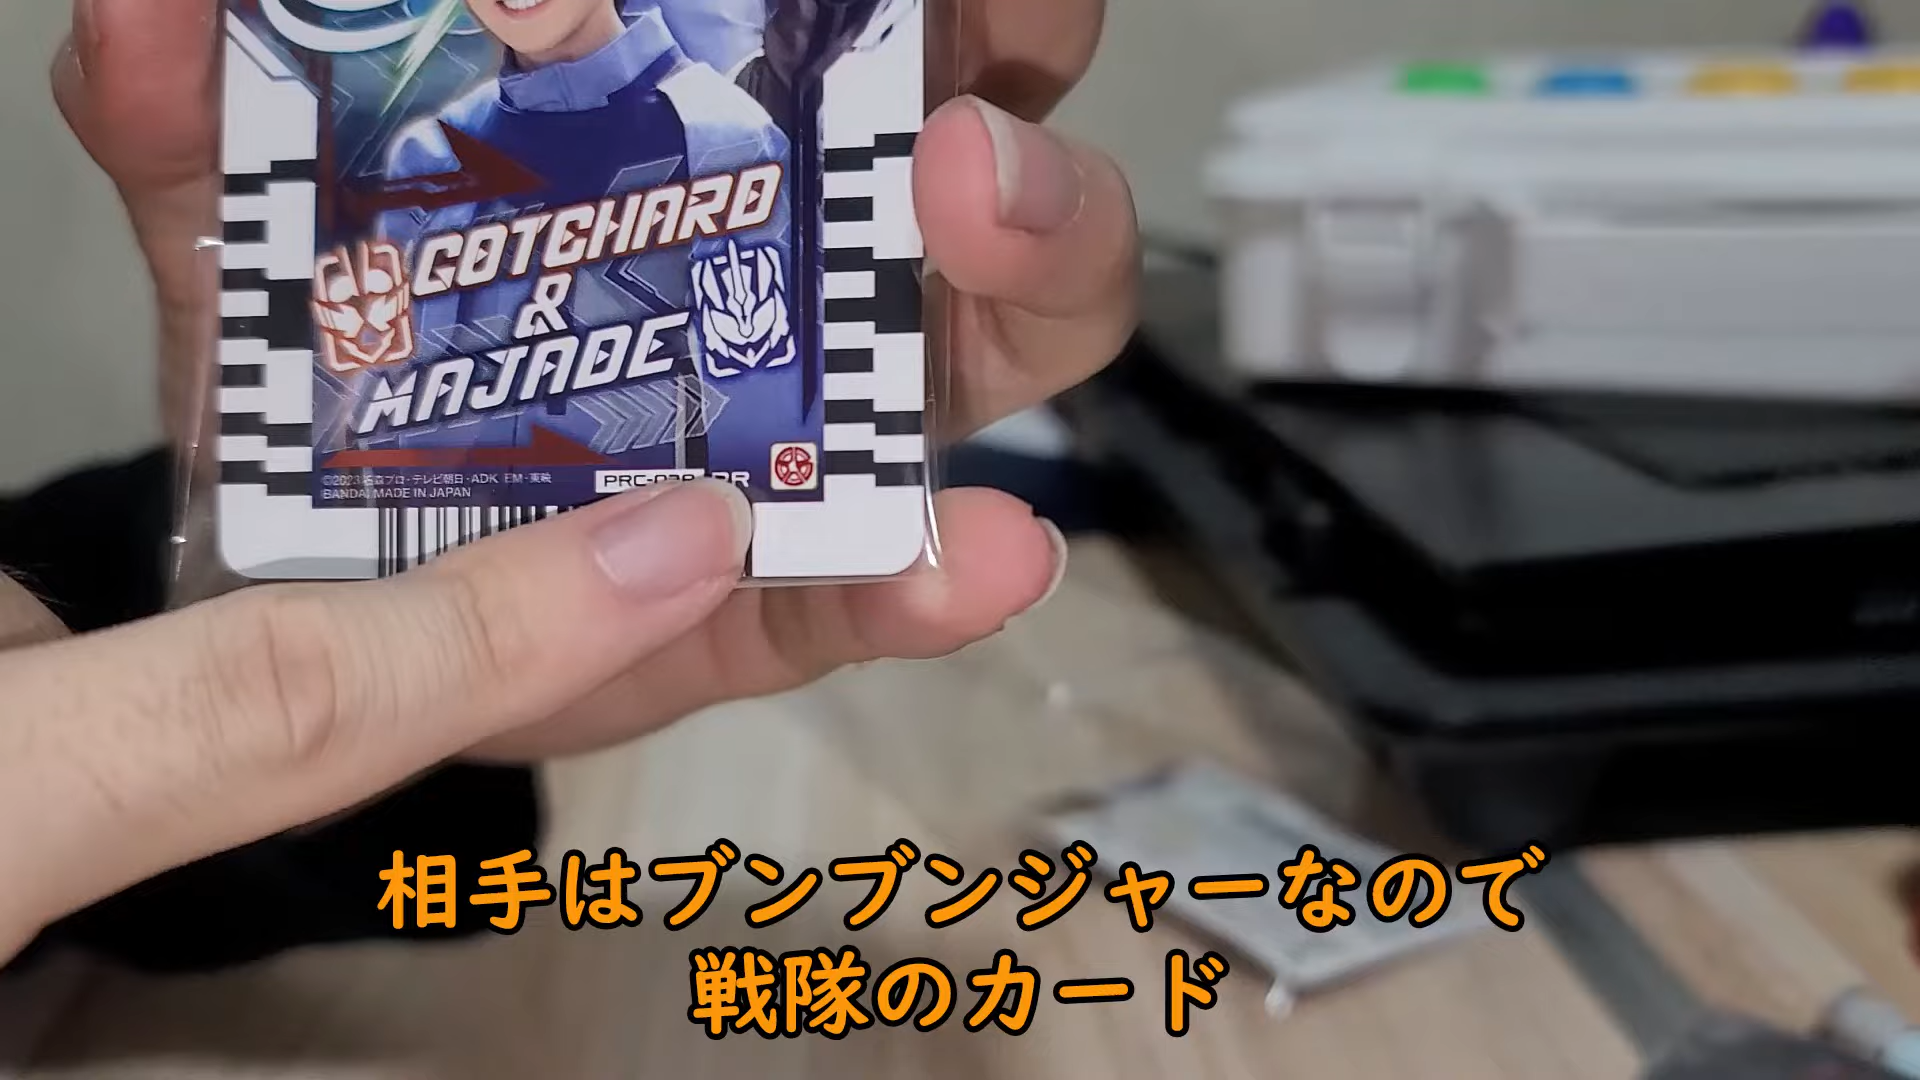 GOTCHARD
&
MAJADE
©2023 石森プロ・テレビ朝日・ADK EM・東映
BANDAI MADE IN JAPAN
相手はブンブンジャーなので
戦隊のカード